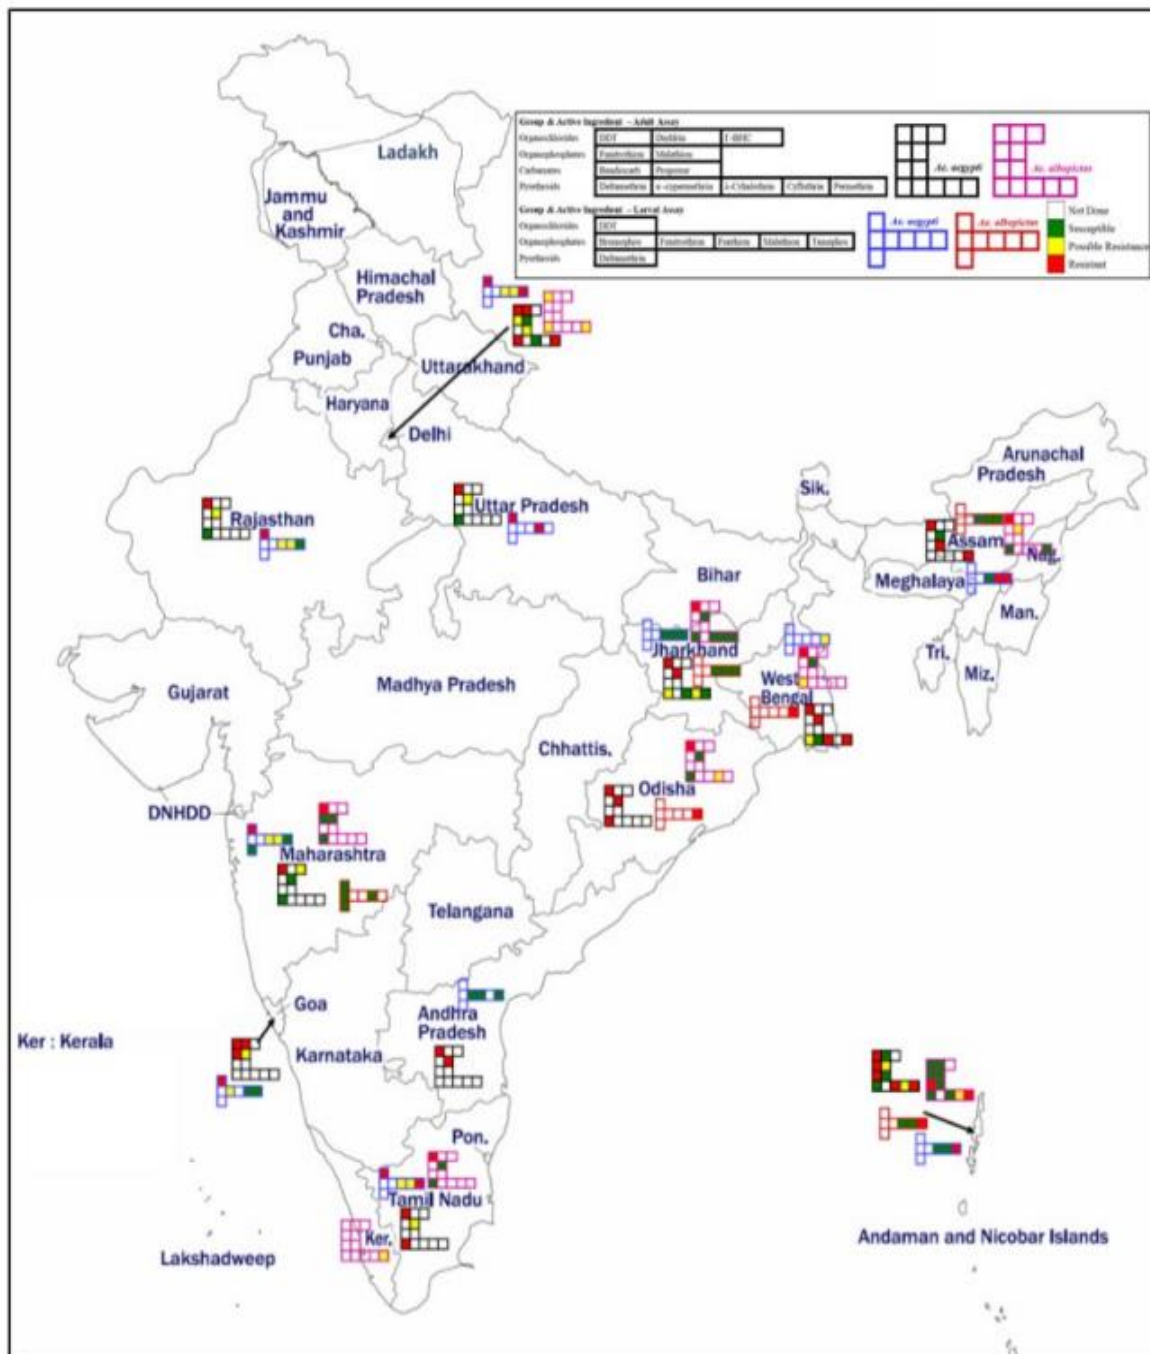 Group & Active Ingredient - Adult Assay
Organochlorides DDT Dieldrin
Organophosphates Fenitrothion Malathion
Carbamates Bendiocarb Propoxur
Pyrethroids Deltamethrin α-cypermethrin λ-Cyhalothrin Cyfluthrin Permethrin
Ae. aegypti
Ae. albopictus
Group & Active Ingredient - Larval Assay
Organochlorides DDT
Organophosphates Fenitrothion Fenthion Malathion Temephos
Pyrethroids Deltamethrin
Ae. aegypti
Ae. albopictus
Not Done
Susceptible
Possible Resistance
Resistant
Ladakh
Jammu
and
Kashmir
Himachal
Pradesh
Cha.
Punjab
Uttarakhand
Haryana
Delhi
Arunachal
Pradesh
Sik.
Rajasthan
Uttar Pradesh
Assam
Nag.
Meghalaya
Bihar
Man.
Tri.
Miz.
Jharkhand
West
Bengal
Gujarat
Madhya Pradesh
Chhattis.
Odisha
DNHDD
Maharashtra
Telangana
Goa
Andhra
Pradesh
Ker : Kerala
Karnataka
Pon.
Tamil Nadu
Ker.
Lakshadweep
Andaman and Nicobar Islands